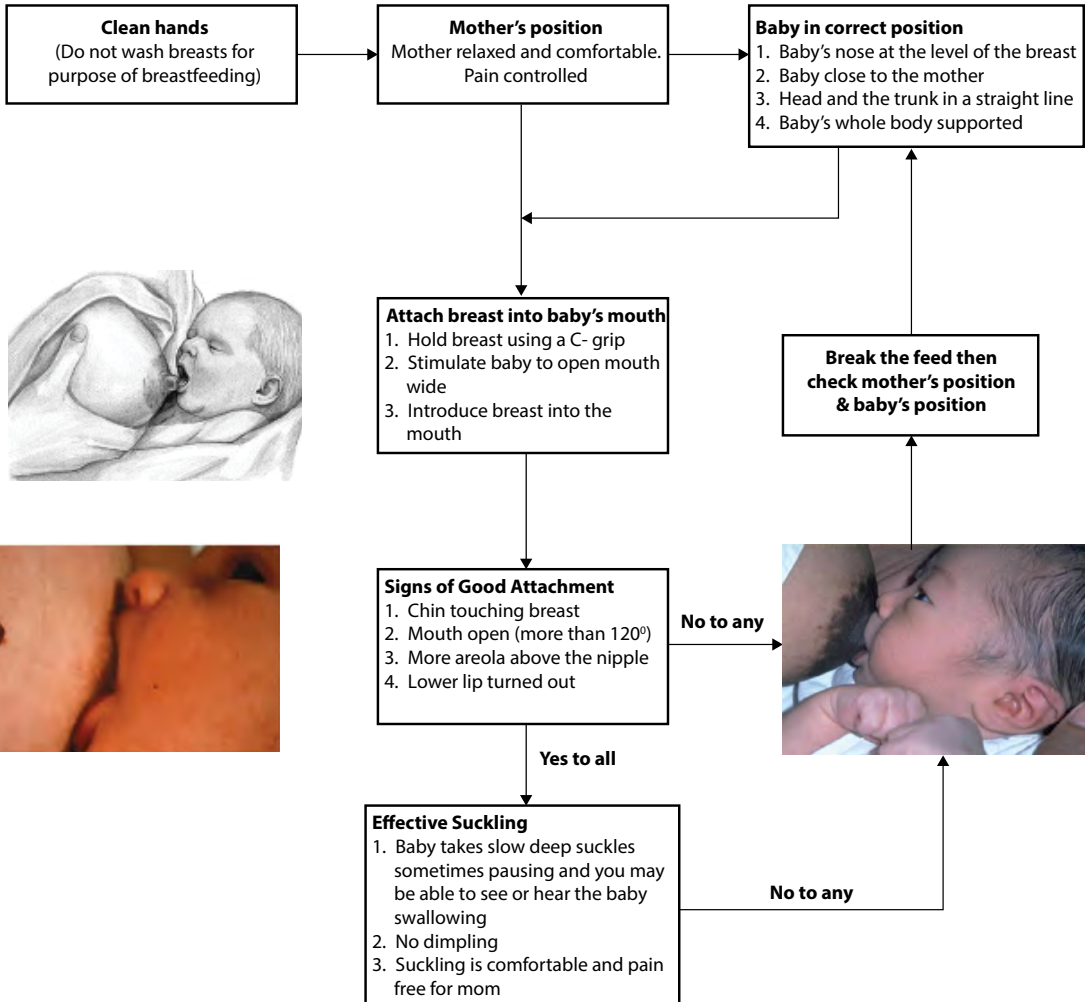 Clean hands
(Do not wash breasts for
purpose of breastfeeding)
Mother’s position
Mother relaxed and comfortable.
Pain controlled
Baby in correct position
1. Baby’s nose at the level of the breast
2. Baby close to the mother
3. Head and the trunk in a straight line
4. Baby’s whole body supported
Attach breast into baby’s mouth
1. Hold breast using a C- grip
2. Stimulate baby to open mouth
wide
3. Introduce breast into the
mouth
Break the feed then
check mother’s position
& baby’s position
Signs of Good Attachment
1. Chin touching breast
2. Mouth open (more than 120⁰)
3. More areola above the nipple
4. Lower lip turned out
No to any
Yes to all
Effective Suckling
1. Baby takes slow deep suckles
sometimes pausing and you may
be able to see or hear the baby
swallowing
2. No dimpling
3. Suckling is comfortable and pain
free for mom
No to any